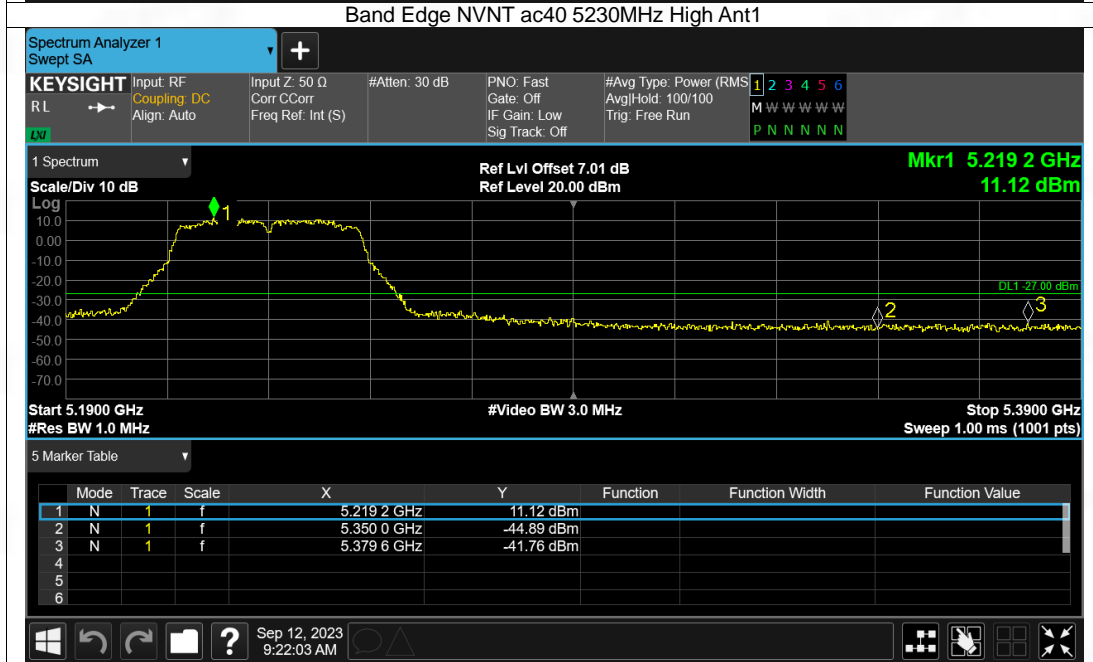 Band Edge NVNT ac40 5230MHz High Ant1
Spectrum Analyzer 1
Swept SA
+
KEYSIGHT
R L
LXI
Input: RF
Coupling: DC
Align: Auto
Input Z: 50 Ω
Corr CCorr
Freq Ref: Int (S)
#Atten: 30 dB
PNO: Fast
Gate: Off
IF Gain: Low
Sig Track: Off
#Avg Type: Power (RMS
Avg|Hold: 100/100
Trig: Free Run
1 2 3 4 5 6
M W W W W W
P N N N N N
1 Spectrum
Scale/Div 10 dB
Ref Lvl Offset 7.01 dB
Ref Level 20.00 dBm
Mkr1 5.219 2 GHz
11.12 dBm
Log
10.0
0.00
-10.0
-20.0
-30.0
-40.0
-50.0
-60.0
-70.0
1
DL1 -27.00 dBm
2
3
Start 5.1900 GHz
#Res BW 1.0 MHz
#Video BW 3.0 MHz
Stop 5.3900 GHz
Sweep 1.00 ms (1001 pts)
5 Marker Table
Mode Trace Scale X Y Function Function Width Function Value
1 N 1 f 5.219 2 GHz 11.12 dBm
2 N 1 f 5.350 0 GHz -44.89 dBm
3 N 1 f 5.379 6 GHz -41.76 dBm
4
5
6
?
Sep 12, 2023
9:22:03 AM